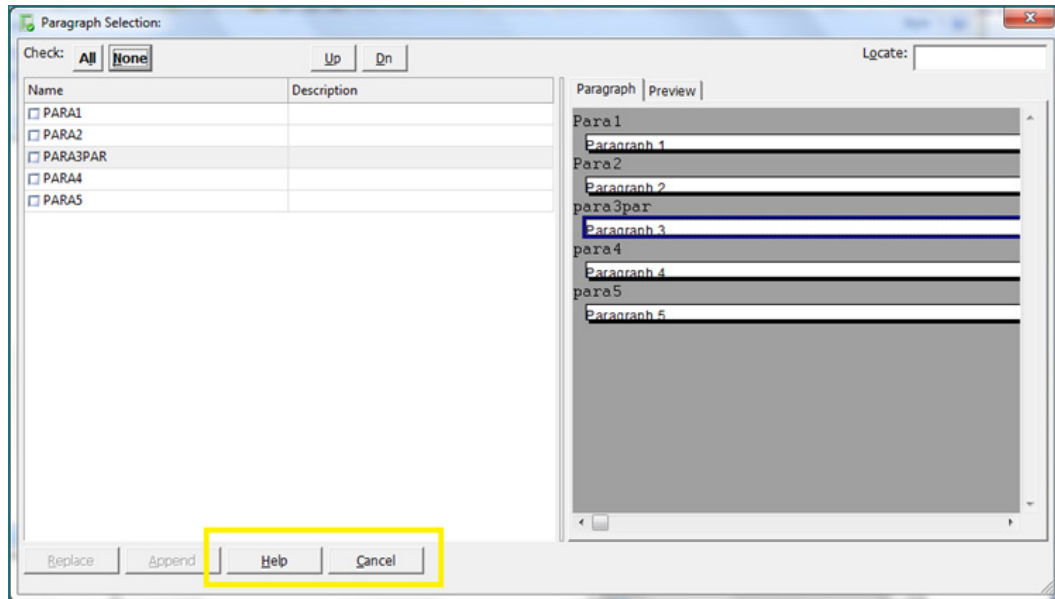 Paragraph Selection:
Check: All None Up Dn Locate:
Name Description
PARA1
PARA2
PARA3PAR
PARA4
PARA5
Paragraph Preview
Para1
Paragraph 1
Para2
Paragraph 2
para3par
Paragraph 3
para4
Paragraph 4
para5
Paragraph 5
Replace Append Help Cancel